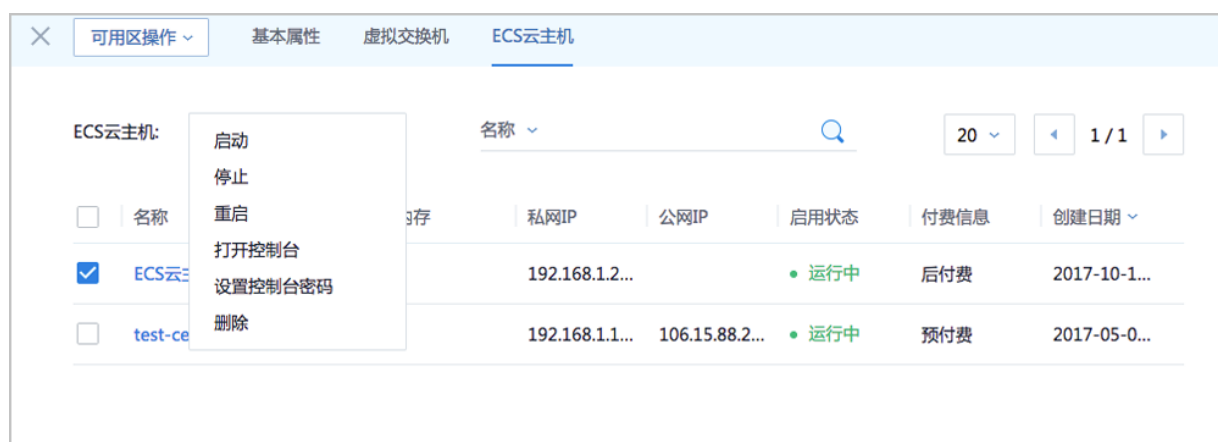 可用区操作 基本属性 虚拟交换机 ECS云主机
ECS云主机: 名称 20 1 / 1
启动
停止
重启
打开控制台
设置控制台密码
删除
名称 存 私网IP 公网IP 启用状态 付费信息 创建日期
ECS云 192.168.1.2... 运行中 后付费 2017-10-1...
test-ce 192.168.1.1... 106.15.88.2... 运行中 预付费 2017-05-0...